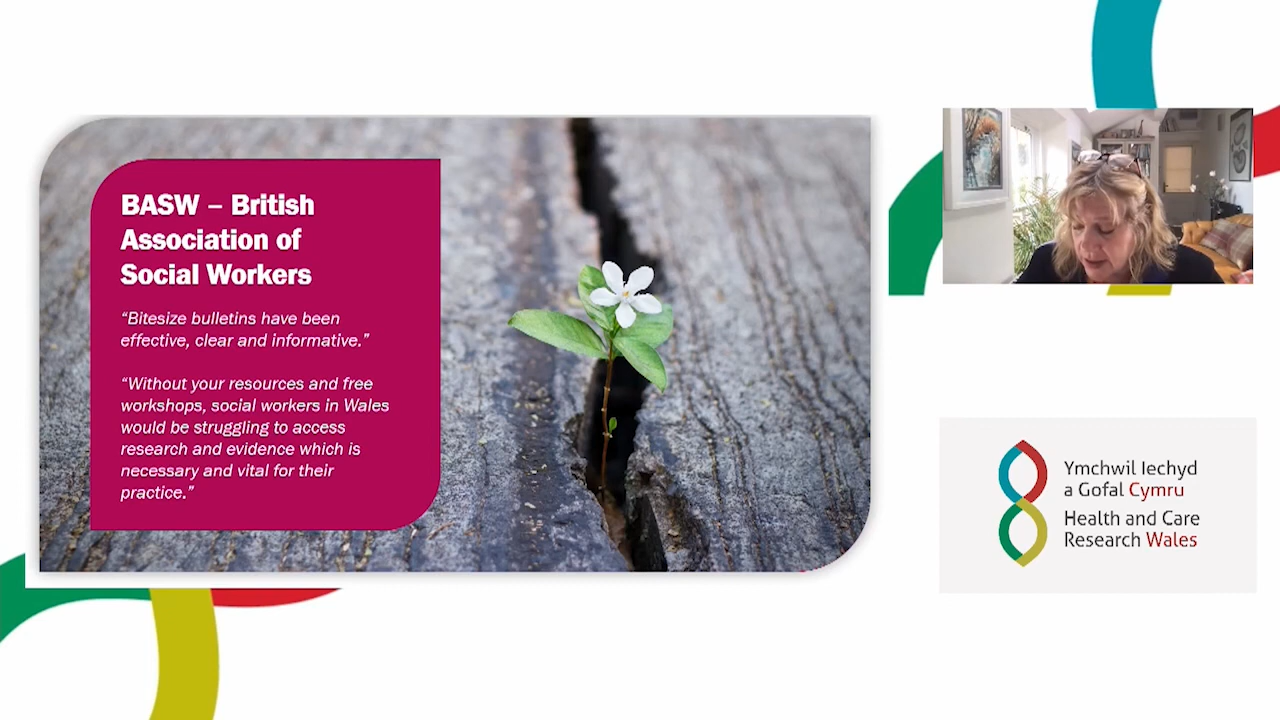 BASW – British
Association of
Social Workers
“Bitesize bulletins have been
effective, clear and informative.”
“Without your resources and free
workshops, social workers in Wales
would be struggling to access
research and evidence which is
necessary and vital for their
practice.”
Ymchwil Iechyd
a Gofal Cymru
Health and Care
Research Wales